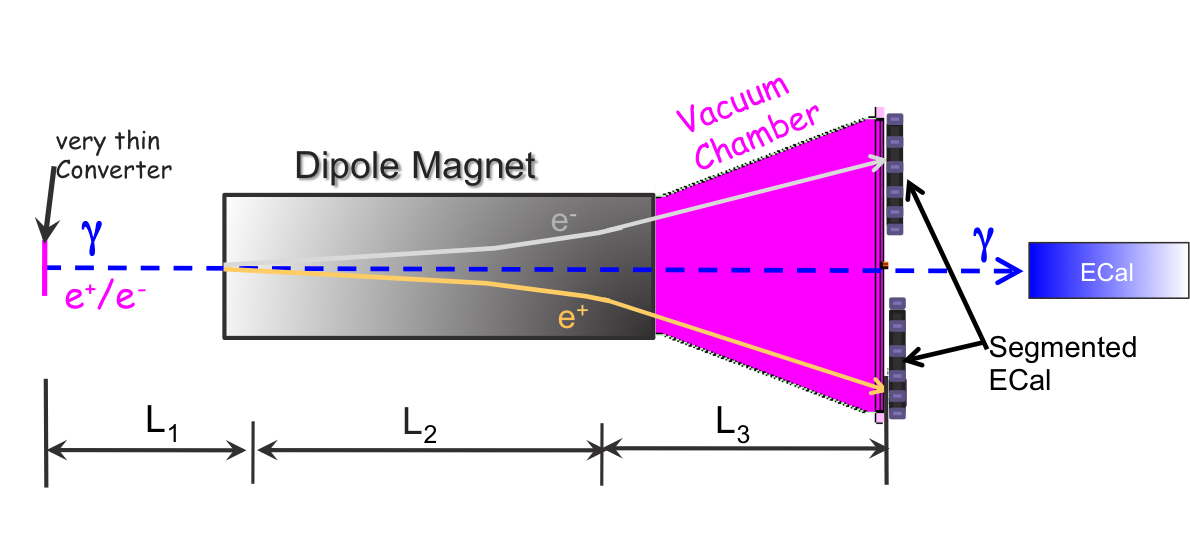 Vacuum
Chamber
very thin
Converter
Dipole Magnet
γ
e⁻
γ
ECal
e⁺/e⁻
e⁺
Segmented
ECal
L₁
L₂
L₃